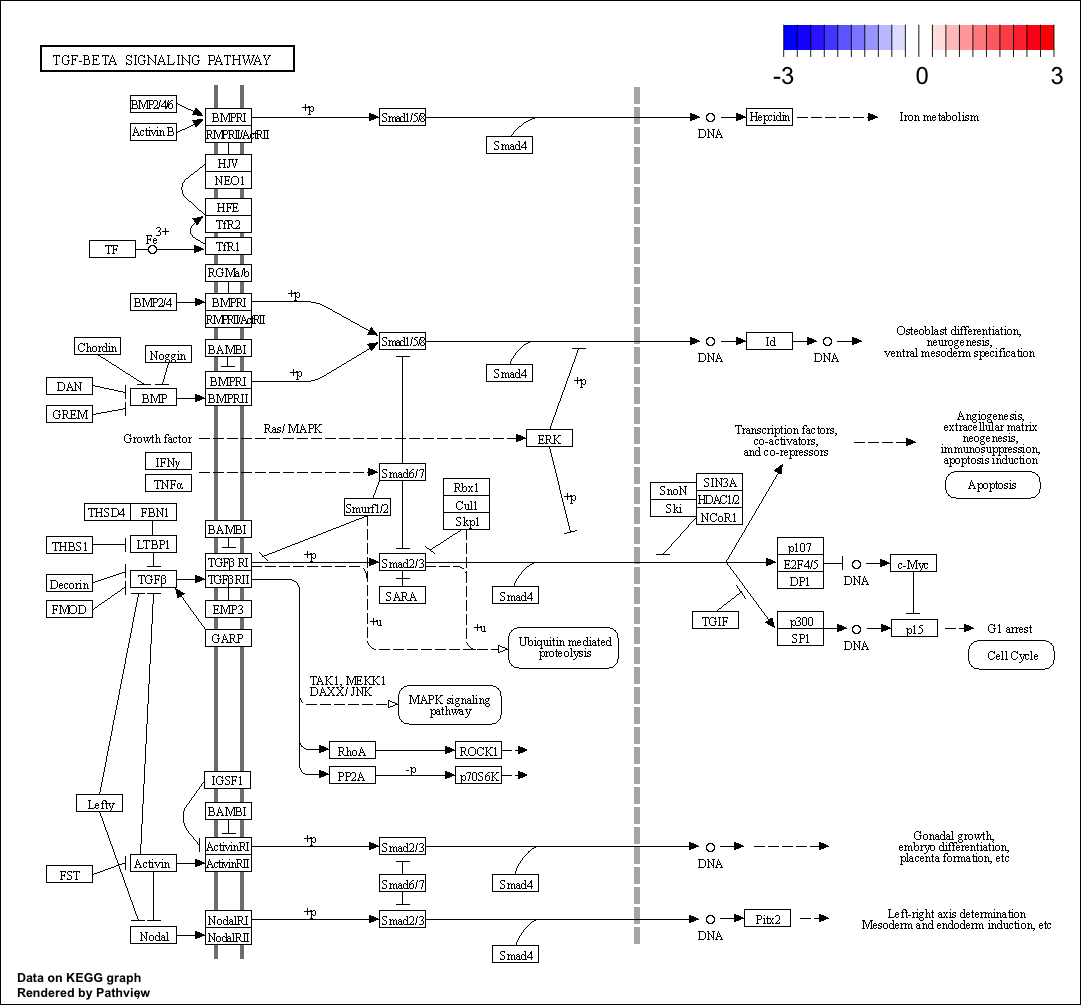 TGF-BETA SIGNALING PATHWAY
-3 0 3
BMP2/4/6
Activin B
BMPRI
RMPRII/ActRII
+p
Smad1/5/8
Smad4
DNA
Hepcidin
Iron metabolism
HJV
NEO1
HFE
TfR2
TF
Fe3+
TfR1
RGMa/b
BMP2/4
BMPRI
RMPRII/ActRII
+p
Smad1/5/8
Smad4
DNA
Id
DNA
Osteoblast differentiation,
neurogenesis,
ventral mesoderm specification
Chordin
Noggin
BAMBI
DAN
GREM
BMP
BMPRI
BMPRII
+p
+p
Growth factor
Ras/ MAPK
ERK
+p
IFNγ
TNFα
Smad6/7
Smurf1/2
Rbx1
Cul1
Skp1
SnoN
Ski
SIN3A
HDAC1/2
NCoR1
Transcription factors,
co-activators,
and co-repressors
Angiogenesis,
extracellular matrix
neogenesis,
immunosuppression,
apoptosis induction
Apoptosis
THSD4
FBN1
THBS1
LTBP1
BAMBI
Decorin
FMOD
TGFβ
TGFβ RI
TGFβRII
EMP3
GARP
+p
Smad2/3
SARA
Smad4
+u
+u
Ubiquitin mediated
proteolysis
TGIF
p107
E2F4/5
DP1
DNA
c-Myc
p300
SP1
DNA
p15
G1 arrest
Cell Cycle
TAK1, MEKK1
DAXX/ JNK
MAPK signaling
pathway
RhoA
ROCK1
PP2A
-p
p70S6K
Lefty
IGSF1
BAMBI
FST
Activin
ActivinRI
ActivinRII
+p
Smad2/3
Smad4
DNA
Gonadal growth,
embryo differentiation,
placenta formation, etc
Smad6/7
Nodal
NodalRI
NodalRII
+p
Smad2/3
Smad4
DNA
Pitx2
Left-right axis determination
Mesoderm and endoderm induction, etc
Data on KEGG graph
Rendered by Pathview